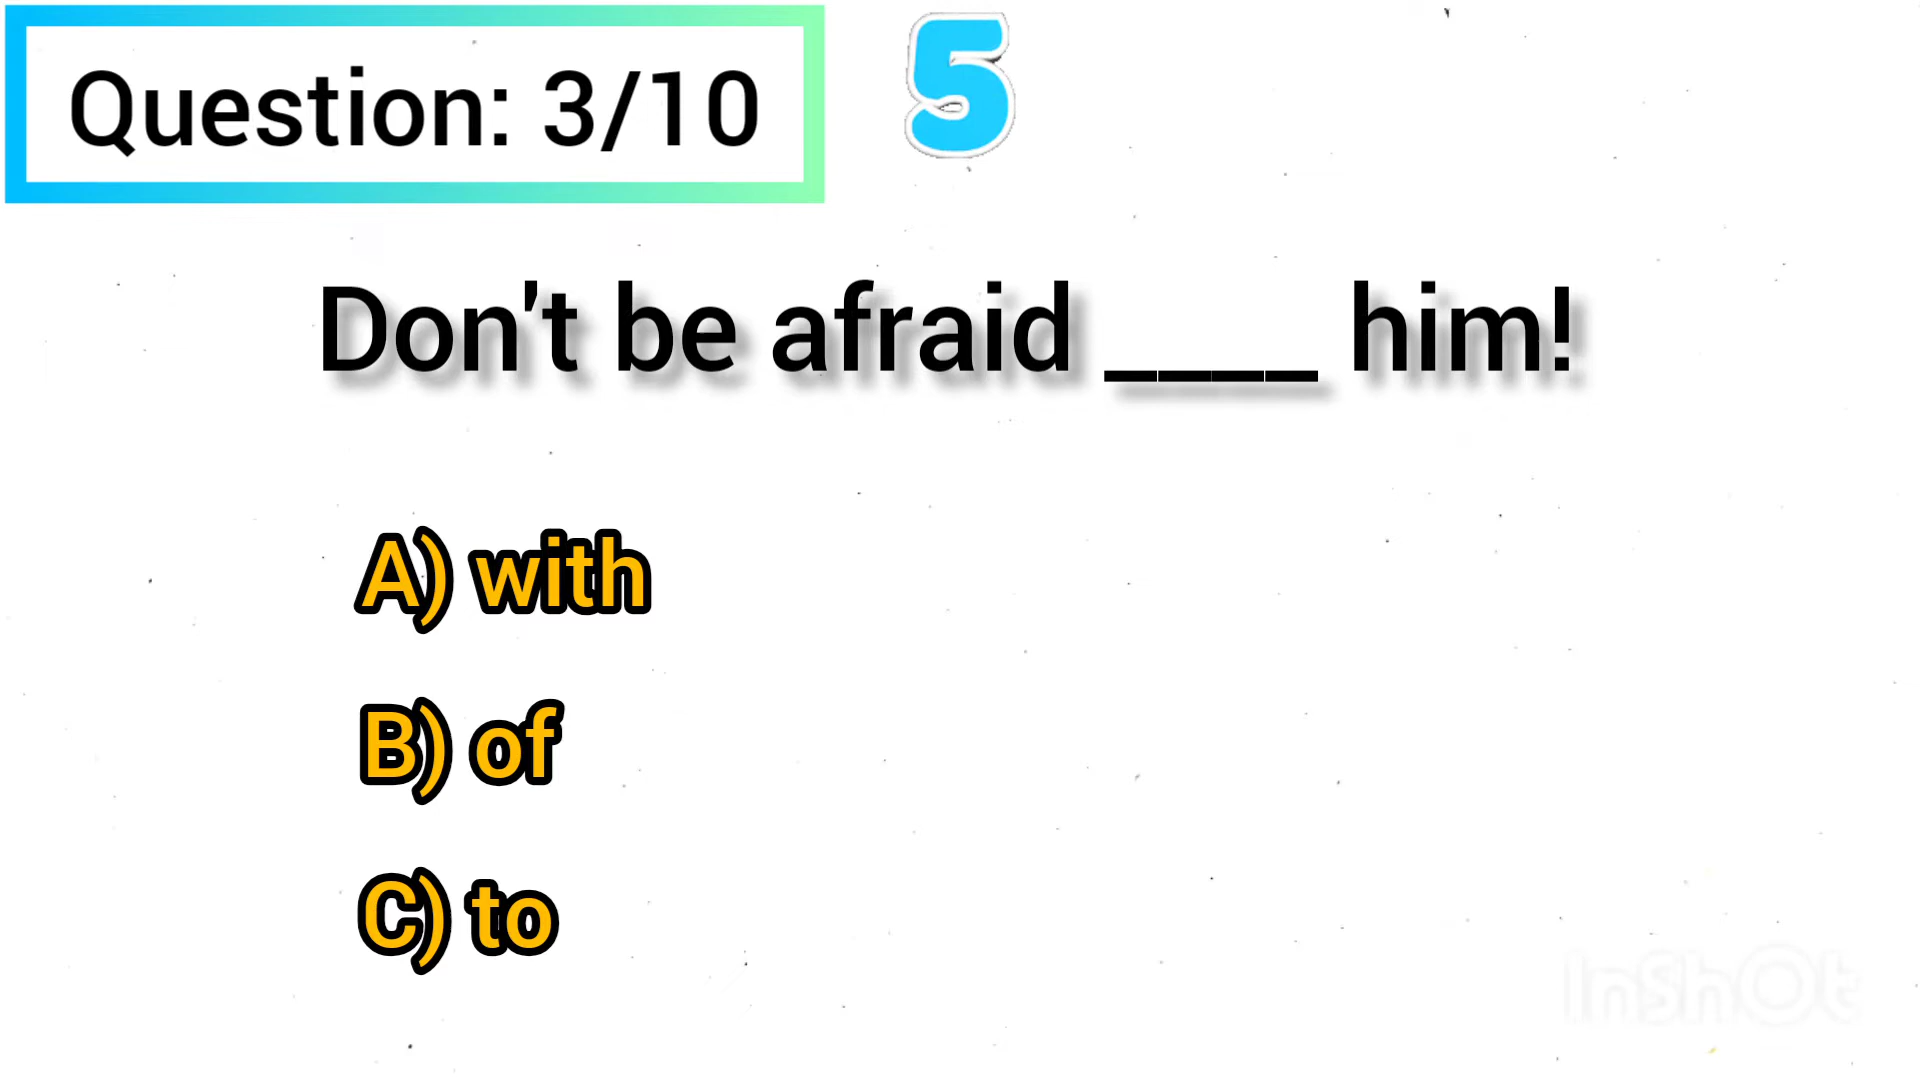 Question: 3/10
5
Don't be afraid ____ him!
A) with
B) of
C) to
InShOt